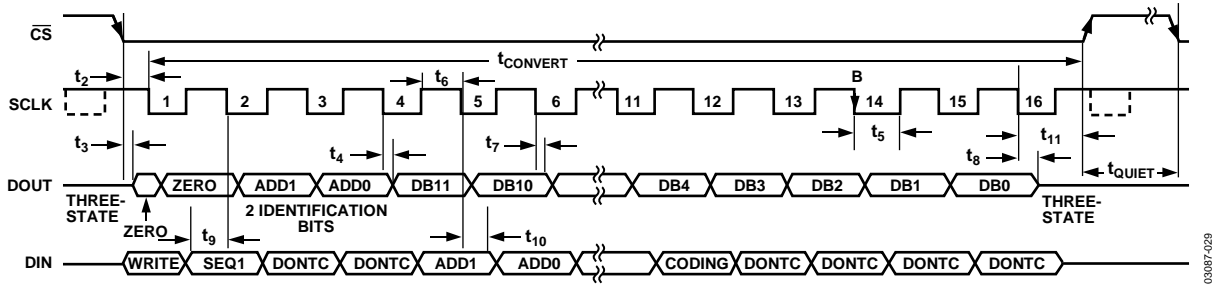 CS
tCONVERT
t2
t6
B
SCLK
1 2 3 4 5 6 11 12 13 14 15 16
t3
t4
t7
t5
t11
t8
tQUIET
DOUT
ZERO ADD1 ADD0 DB11 DB10 DB4 DB3 DB2 DB1 DB0
THREE-
STATE
2 IDENTIFICATION
BITS
THREE-
STATE
ZERO
t9
t10
DIN
WRITE SEQ1 DONTC DONTC ADD1 ADD0 CODING DONTC DONTC DONTC DONTC
03087-029